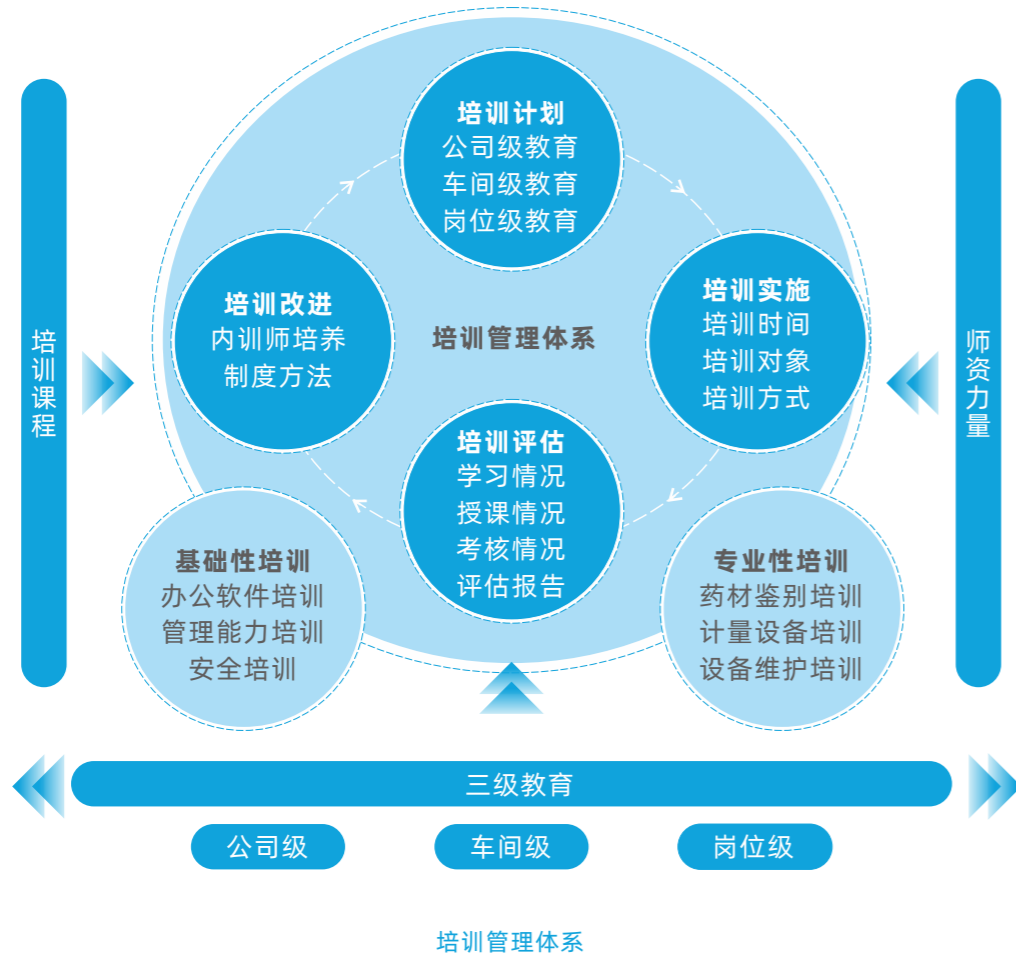 培训计划
公司级教育
车间级教育
岗位级教育
培训改进
内训师培养
制度方法
培训管理体系
培训实施
培训时间
培训对象
培训方式
培训课程
师资力量
培训评估
学习情况
授课情况
考核情况
评估报告
基础性培训
办公软件培训
管理能力培训
安全培训
专业性培训
药材鉴别培训
计量设备培训
设备维护培训
三级教育
公司级
车间级
岗位级
培训管理体系